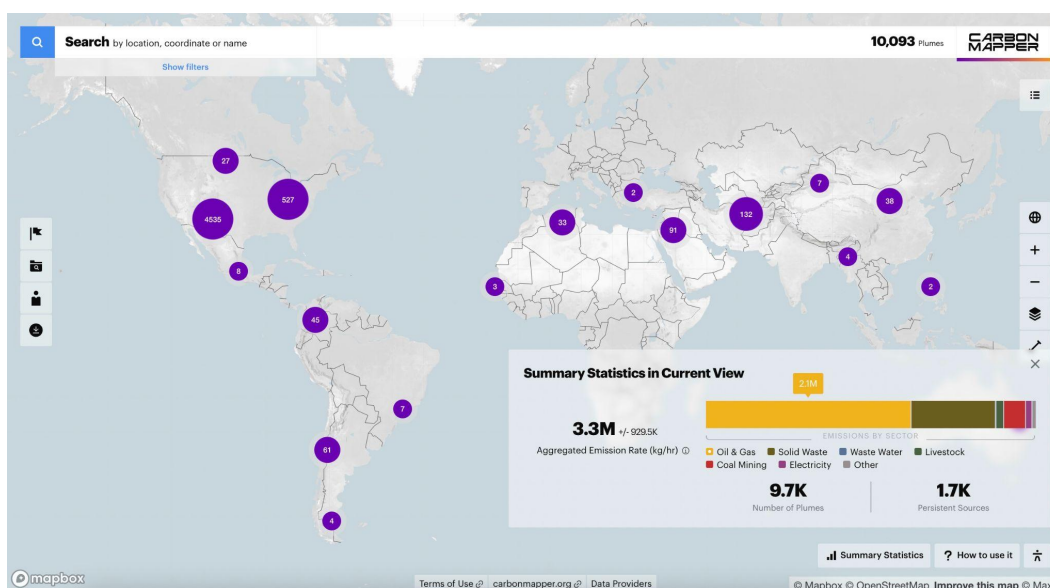 Search by location, coordinate or name
10,093 Plumes
CARBON
MAPPER
Show filters
27
527
4535
8
45
7
61
4
3
33
2
91
132
7
38
4
2
Summary Statistics in Current View
2.1M
3.3M +/- 929.5K
Aggregated Emission Rate (kg/hr)
EMISSIONS BY SECTOR
Oil & Gas Solid Waste Waste Water Livestock
Coal Mining Electricity Other
9.7K
Number of Plumes
1.7K
Persistent Sources
Summary Statistics
? How to use it
mapbox
Terms of Use carbonmapper.org Data Providers
© Mapbox © OpenStreetMap Improve this map © Max